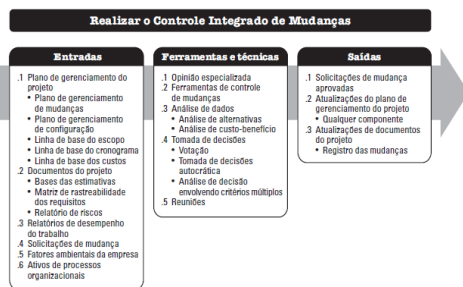 Realizar o Controle Integrado de Mudanças
Entradas
.1 Plano de gerenciamento do
projeto
• Plano de gerenciamento
de mudanças
• Plano de gerenciamento
de configuração
• Linha de base do escopo
• Linha de base do cronograma
• Linha de base dos custos
.2 Documentos do projeto
• Bases das estimativas
• Matriz de rastreabilidade
dos requisitos
• Relatório de riscos
.3 Relatórios de desempenho
do trabalho
.4 Solicitações de mudança
.5 Fatores ambientais da empresa
.6 Ativos de processos
organizacionais
Ferramentas e técnicas
.1 Opinião especializada
.2 Ferramentas de controle
de mudanças
.3 Análise de dados
• Análise de alternativas
• Análise de custo-benefício
.4 Tomada de decisões
• Votação
• Tomada de decisões
autocrática
• Análise de decisão
envolvendo critérios múltiplos
.5 Reuniões
Saídas
.1 Solicitações de mudança
aprovadas
.2 Atualizações do plano de
gerenciamento do projeto
• Qualquer componente
.3 Atualizações de documentos
do projeto
• Registro das mudanças